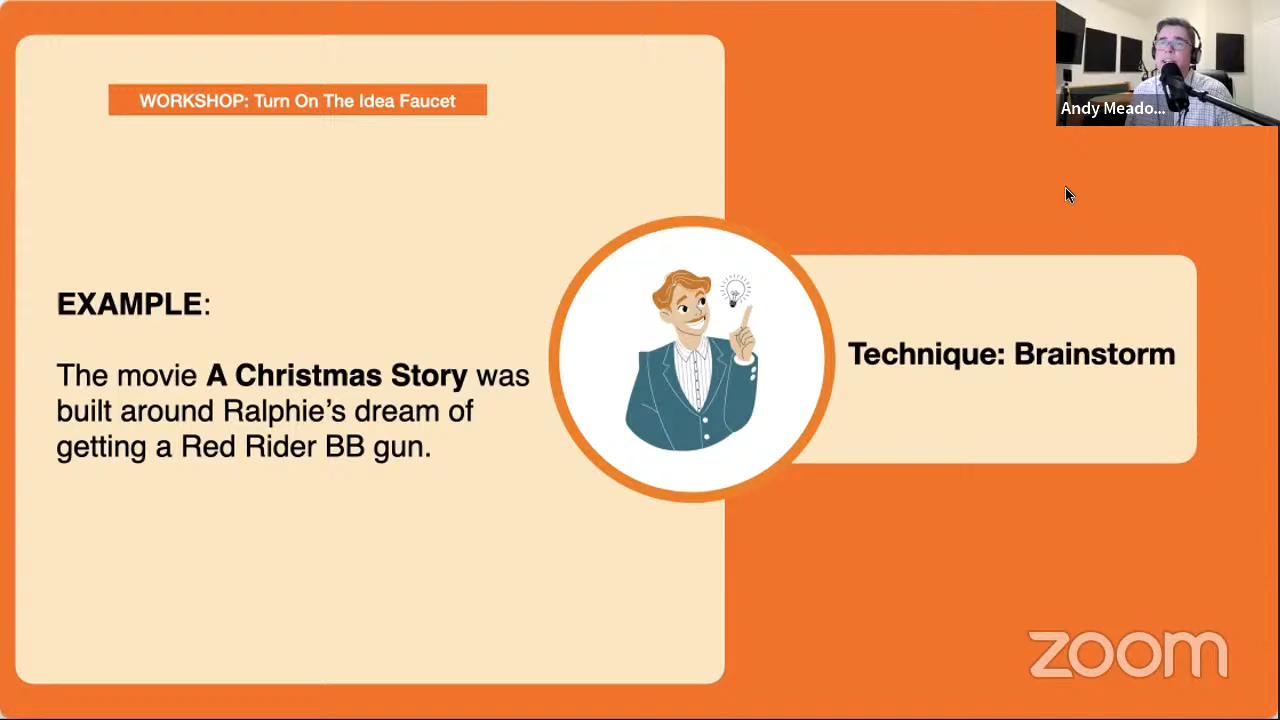 WORKSHOP: Turn On The Idea Faucet
Andy Meado...
EXAMPLE:
The movie A Christmas Story was
built around Ralphie’s dream of
getting a Red Rider BB gun.
Technique: Brainstorm
zoom